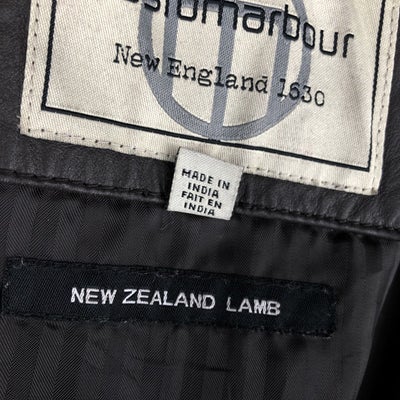 New England 1630
MADE IN
INDIA
FAIT EN
INDIA
NEW ZEALAND LAMB